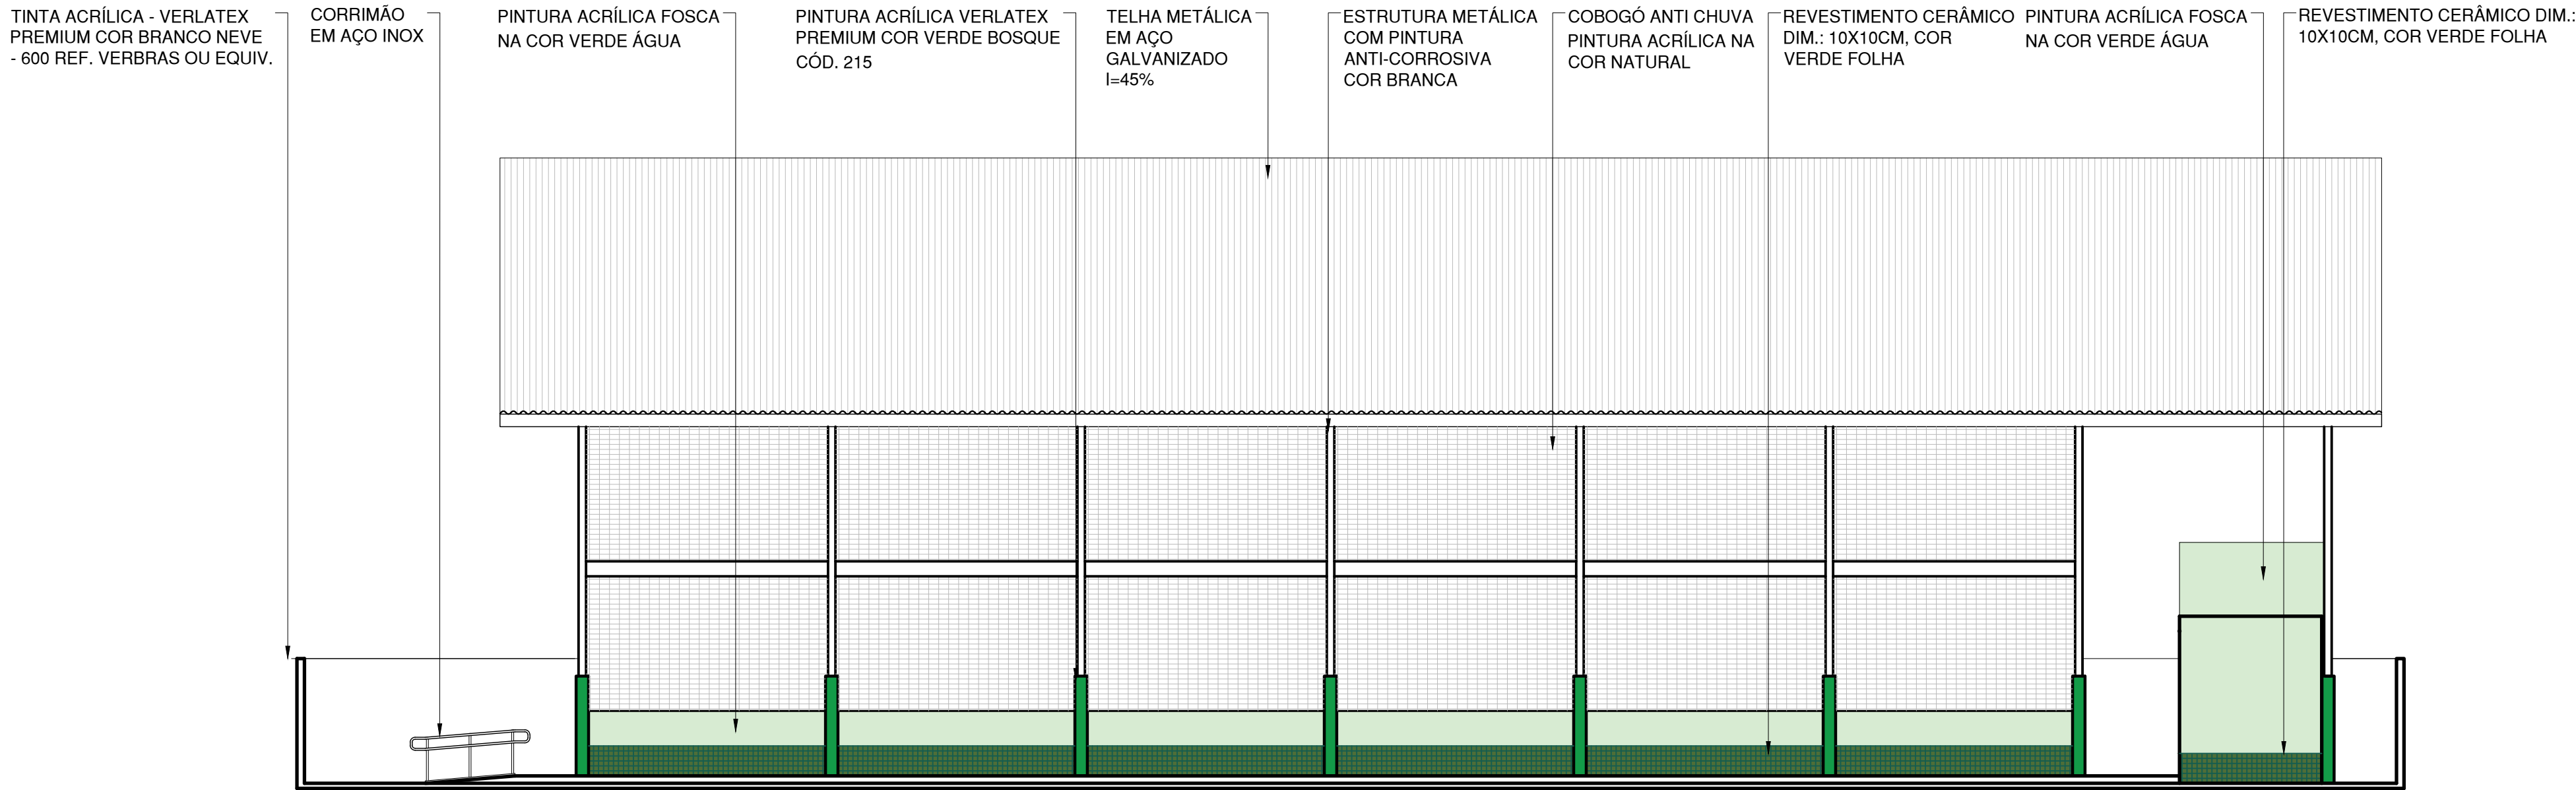 TINTA ACRÍLICA - VERLATEX
PREMIUM COR BRANCO NEVE
- 600 REF. VERBRAS OU EQUIV.
CORRIMÃO
EM AÇO INOX
PINTURA ACRÍLICA FOSCA
NA COR VERDE ÁGUA
PINTURA ACRÍLICA VERLATEX
PREMIUM COR VERDE BOSQUE
CÓD. 215
TELHA METÁLICA
EM AÇO
GALVANIZADO
I=45%
ESTRUTURA METÁLICA
COM PINTURA
ANTI-CORROSIVA
COR BRANCA
COBOGÓ ANTI CHUVA
PINTURA ACRÍLICA NA
COR NATURAL
REVESTIMENTO CERÂMICO
DIM.: 10X10CM, COR
VERDE FOLHA
PINTURA ACRÍLICA FOSCA
NA COR VERDE ÁGUA
REVESTIMENTO CERÂMICO DIM.:
10X10CM, COR VERDE FOLHA